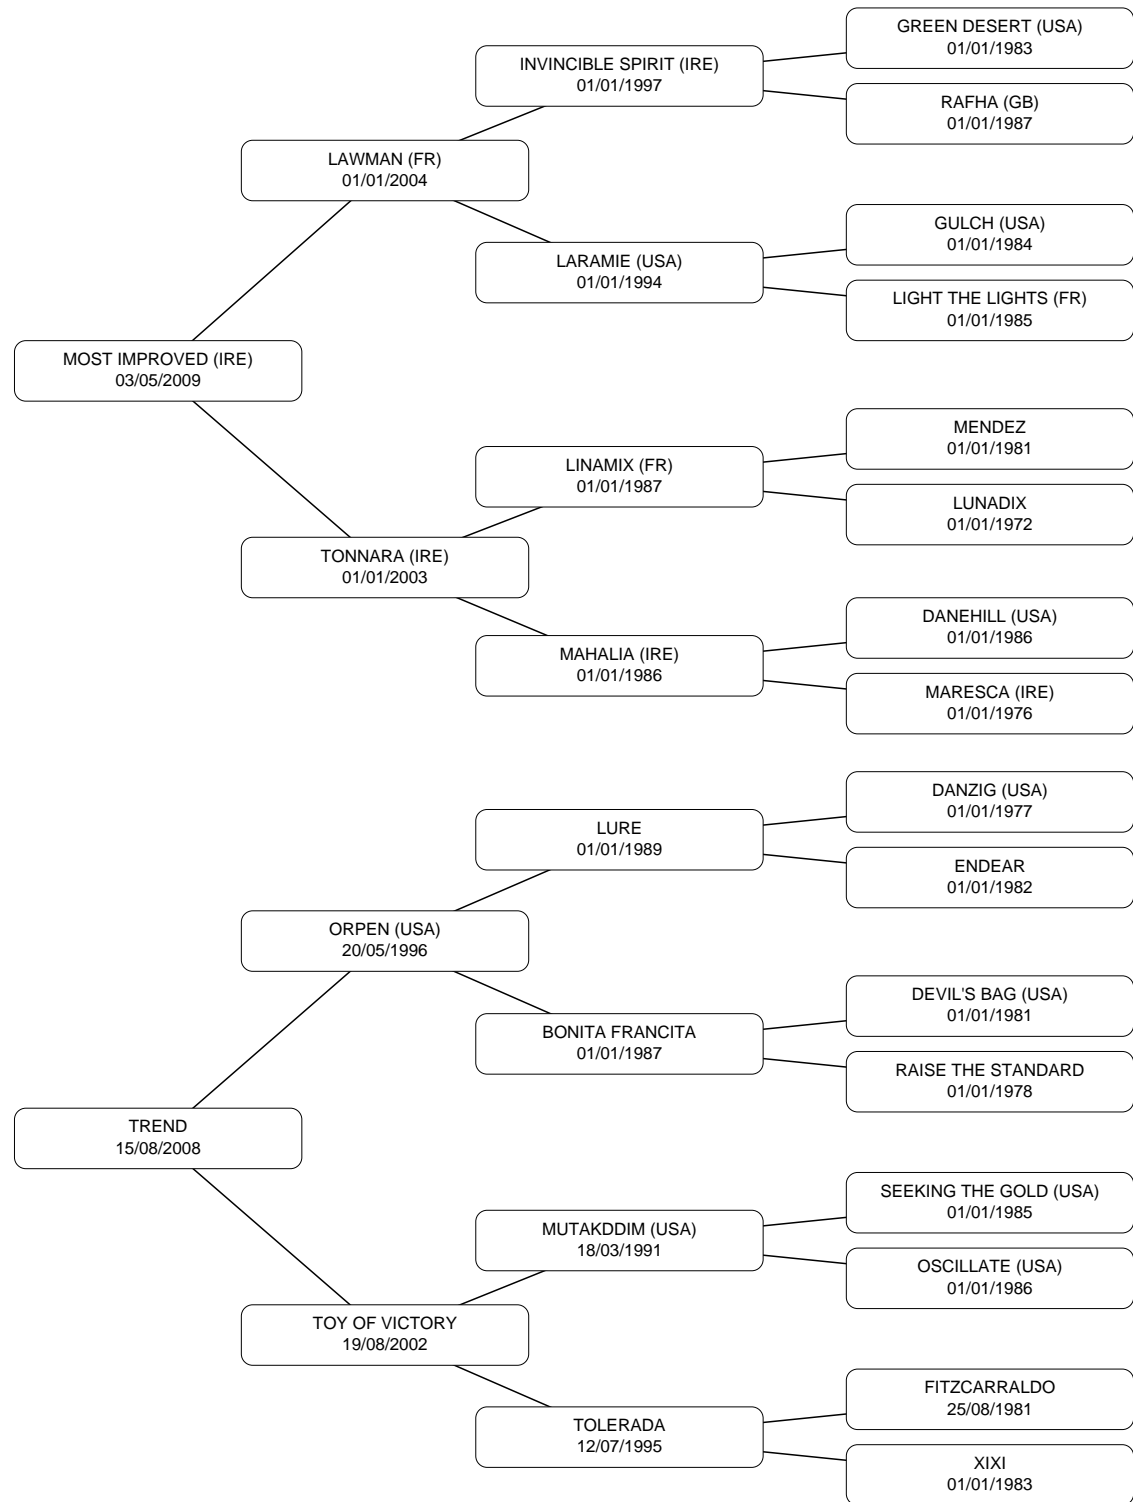 GREEN DESERT (USA)
01/01/1983
INVINCIBLE SPIRIT (IRE)
01/01/1997
RAFHA (GB)
01/01/1987
LAWMAN (FR)
01/01/2004
GULCH (USA)
01/01/1984
LARAMIE (USA)
01/01/1994
LIGHT THE LIGHTS (FR)
01/01/1985
MOST IMPROVED (IRE)
03/05/2009
MENDEZ
01/01/1981
LINAMIX (FR)
01/01/1987
LUNADIX
01/01/1972
TONNARA (IRE)
01/01/2003
DANEHILL (USA)
01/01/1986
MAHALIA (IRE)
01/01/1986
MARESCA (IRE)
01/01/1976
DANZIG (USA)
01/01/1977
LURE
01/01/1989
ENDEAR
01/01/1982
ORPEN (USA)
20/05/1996
DEVIL'S BAG (USA)
01/01/1981
BONITA FRANCITA
01/01/1987
RAISE THE STANDARD
01/01/1978
TREND
15/08/2008
SEEKING THE GOLD (USA)
01/01/1985
MUTAKDDIM (USA)
18/03/1991
OSCILLATE (USA)
01/01/1986
TOY OF VICTORY
19/08/2002
FITZCARRALDO
25/08/1981
TOLERADA
12/07/1995
XIXI
01/01/1983